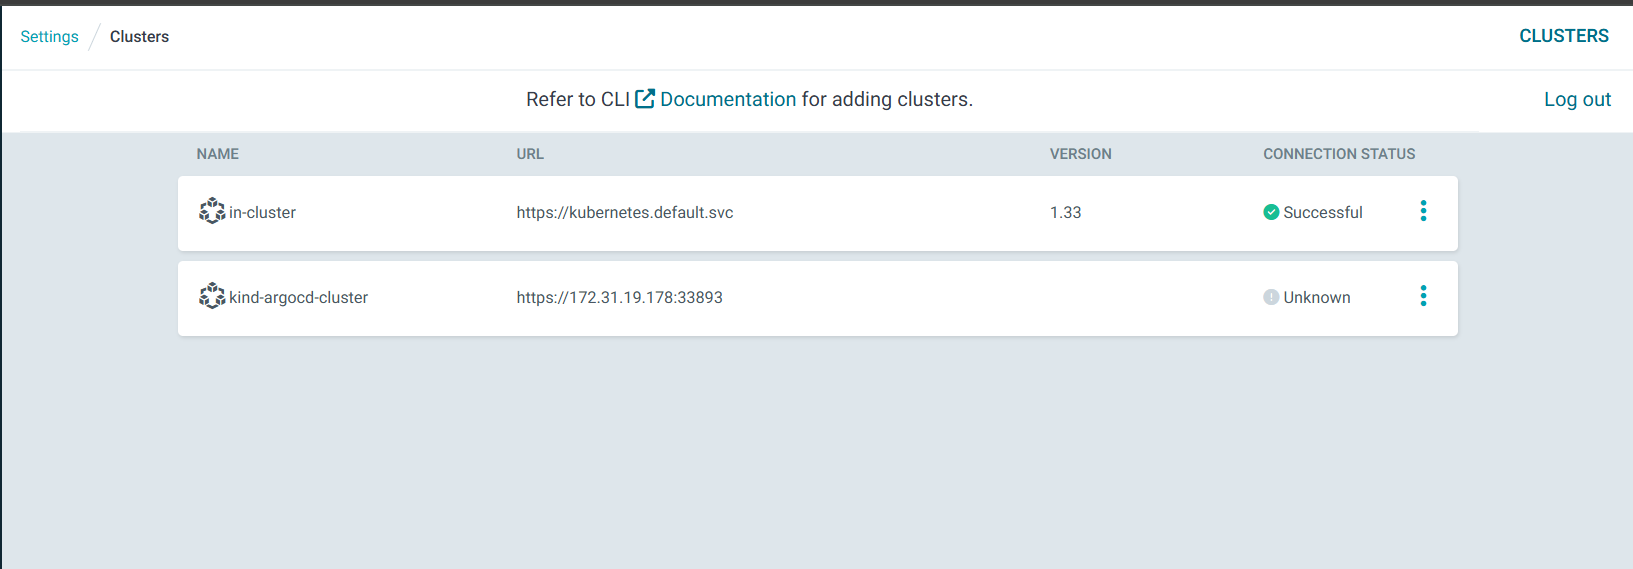 Settings / Clusters CLUSTERS
Refer to CLI Documentation for adding clusters. Log out
NAME URL VERSION CONNECTION STATUS
in-cluster https://kubernetes.default.svc 1.33 Successful
kind-argocd-cluster https://172.31.19.178:33893 Unknown